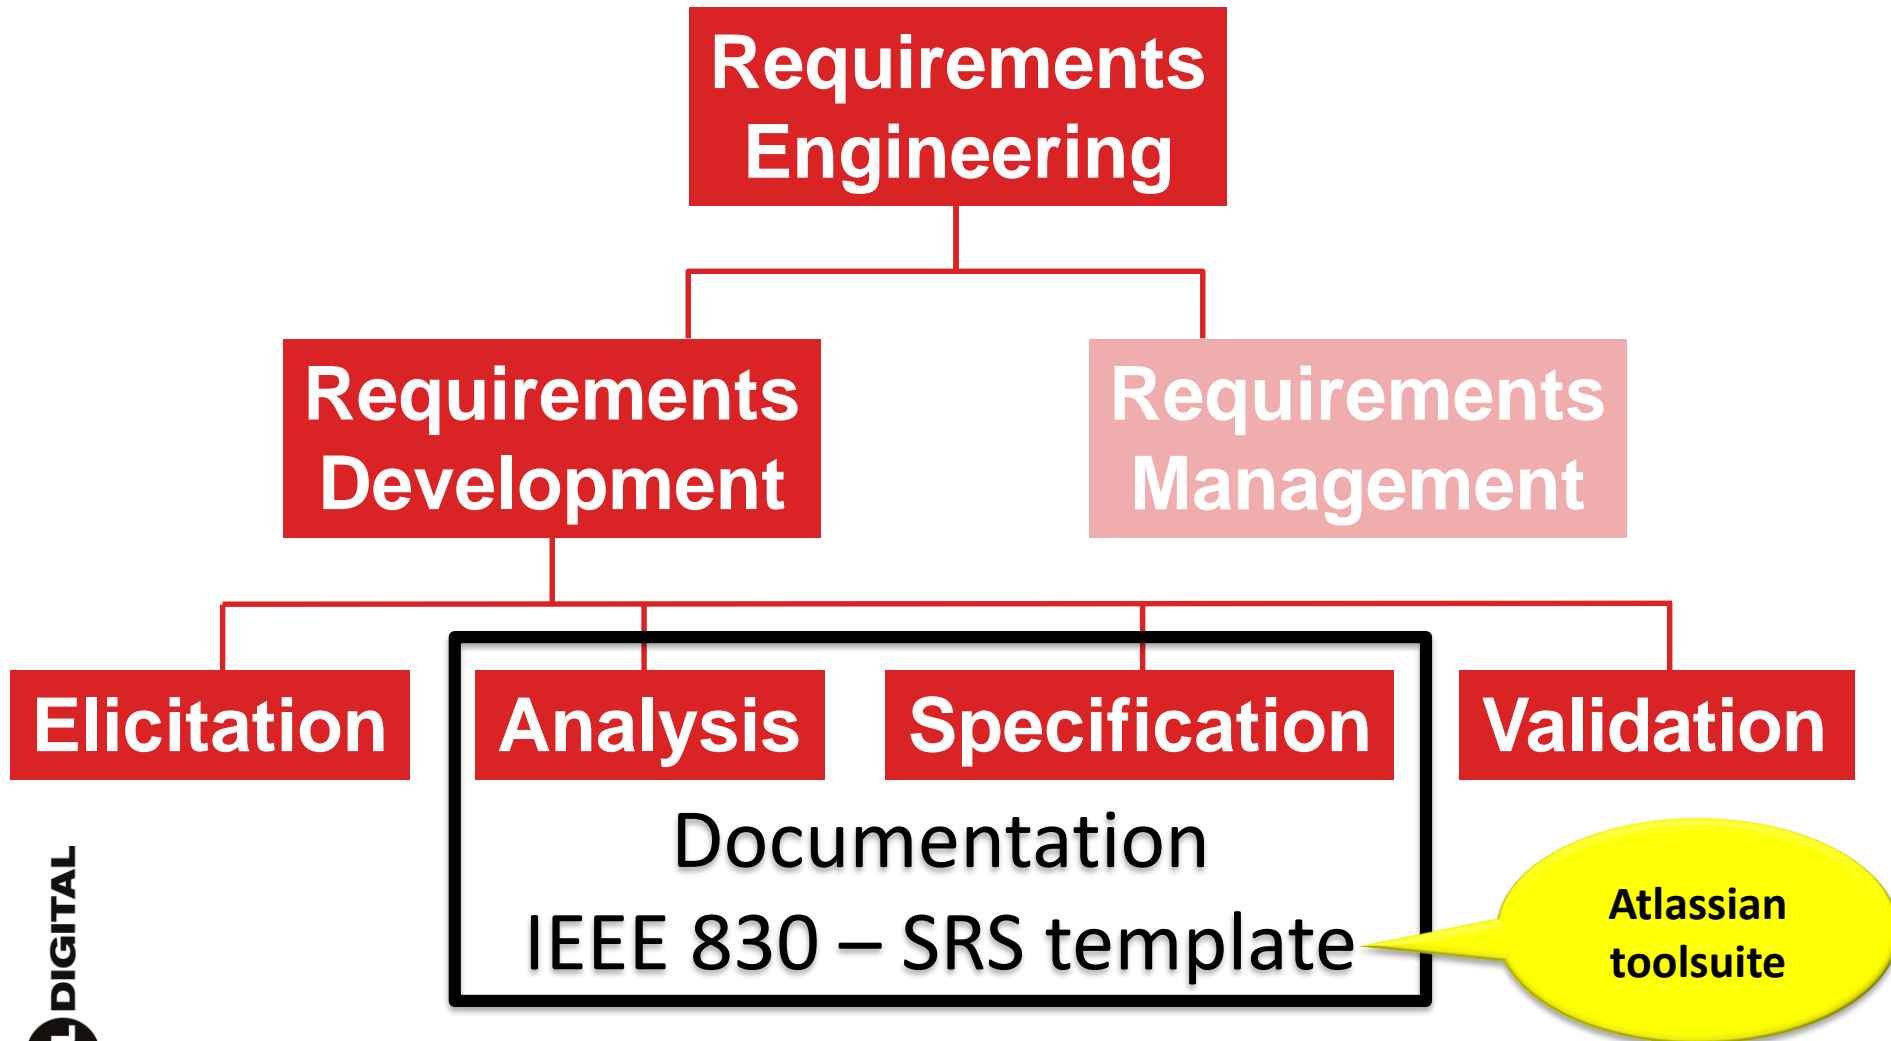 Requirements
Engineering
Requirements
Development
Requirements
Management
Elicitation
Analysis
Specification
Validation
Documentation
IEEE 830 – SRS template
Atlassian
toolsuite
DIGITAL